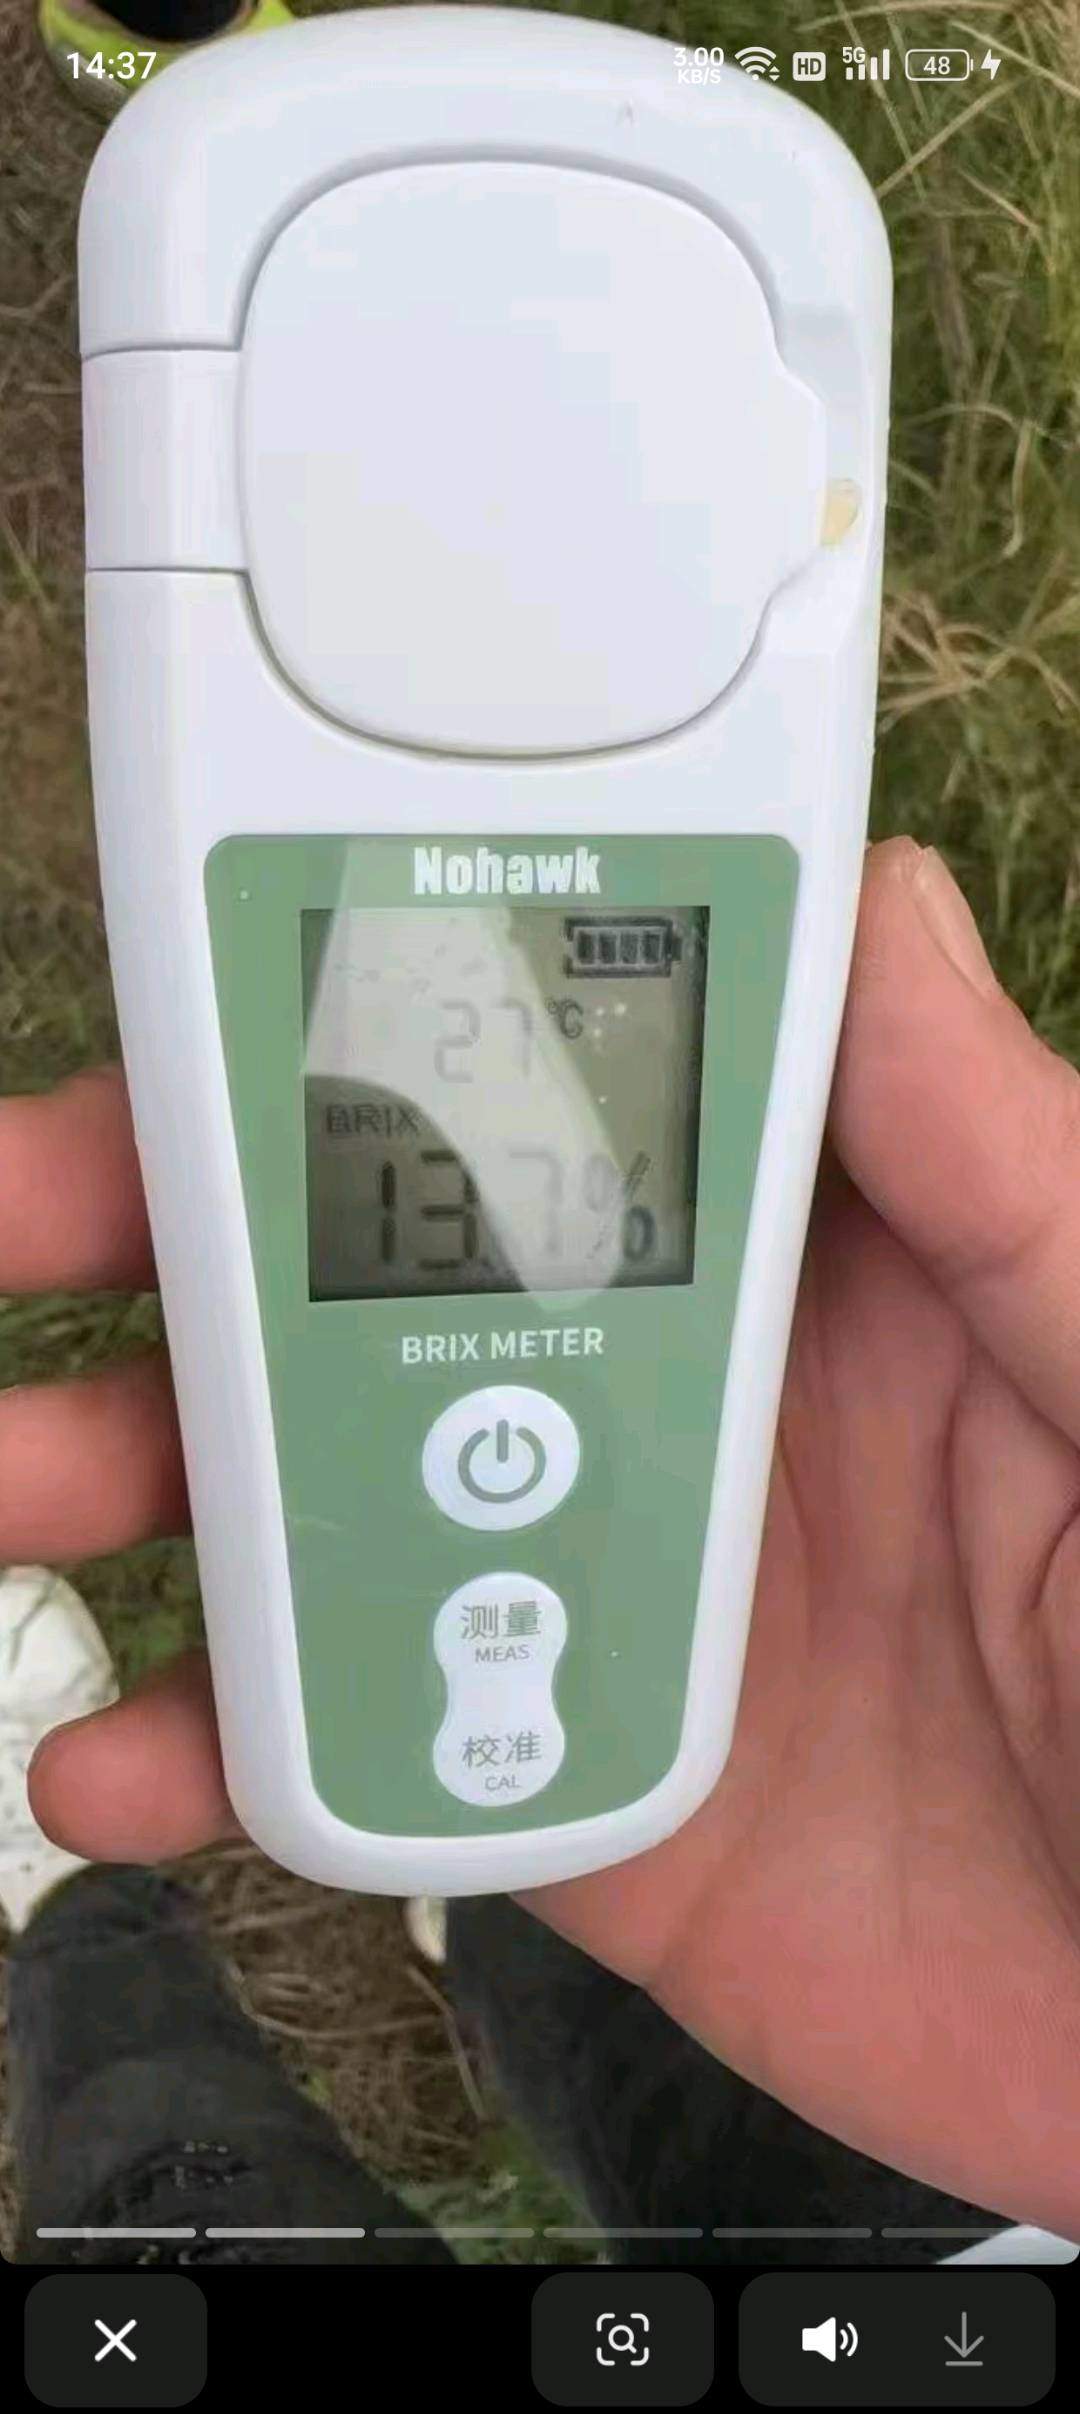 14:37
3.00 KB/S
HD
5G
48
Nohawk
27°C
BRIX
13.7%
BRIX METER
测量
MEAS
校准
CAL